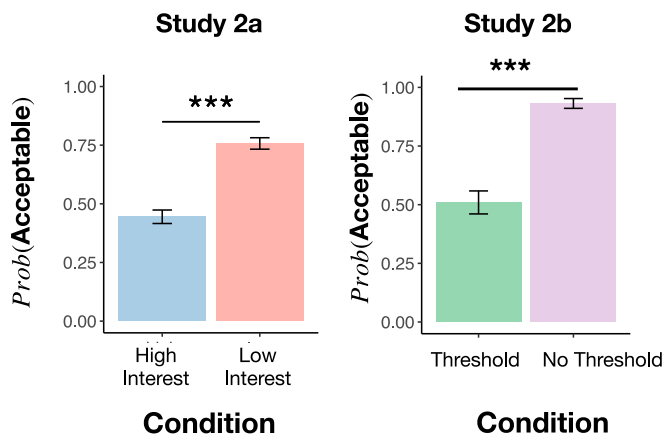 Study 2a
Prob(Acceptable)
1.00
0.75
0.50
0.25
0.00
***
High
Interest
Low
Interest
Condition
Study 2b
Prob(Acceptable)
1.00
0.75
0.50
0.25
0.00
***
Threshold
No Threshold
Condition